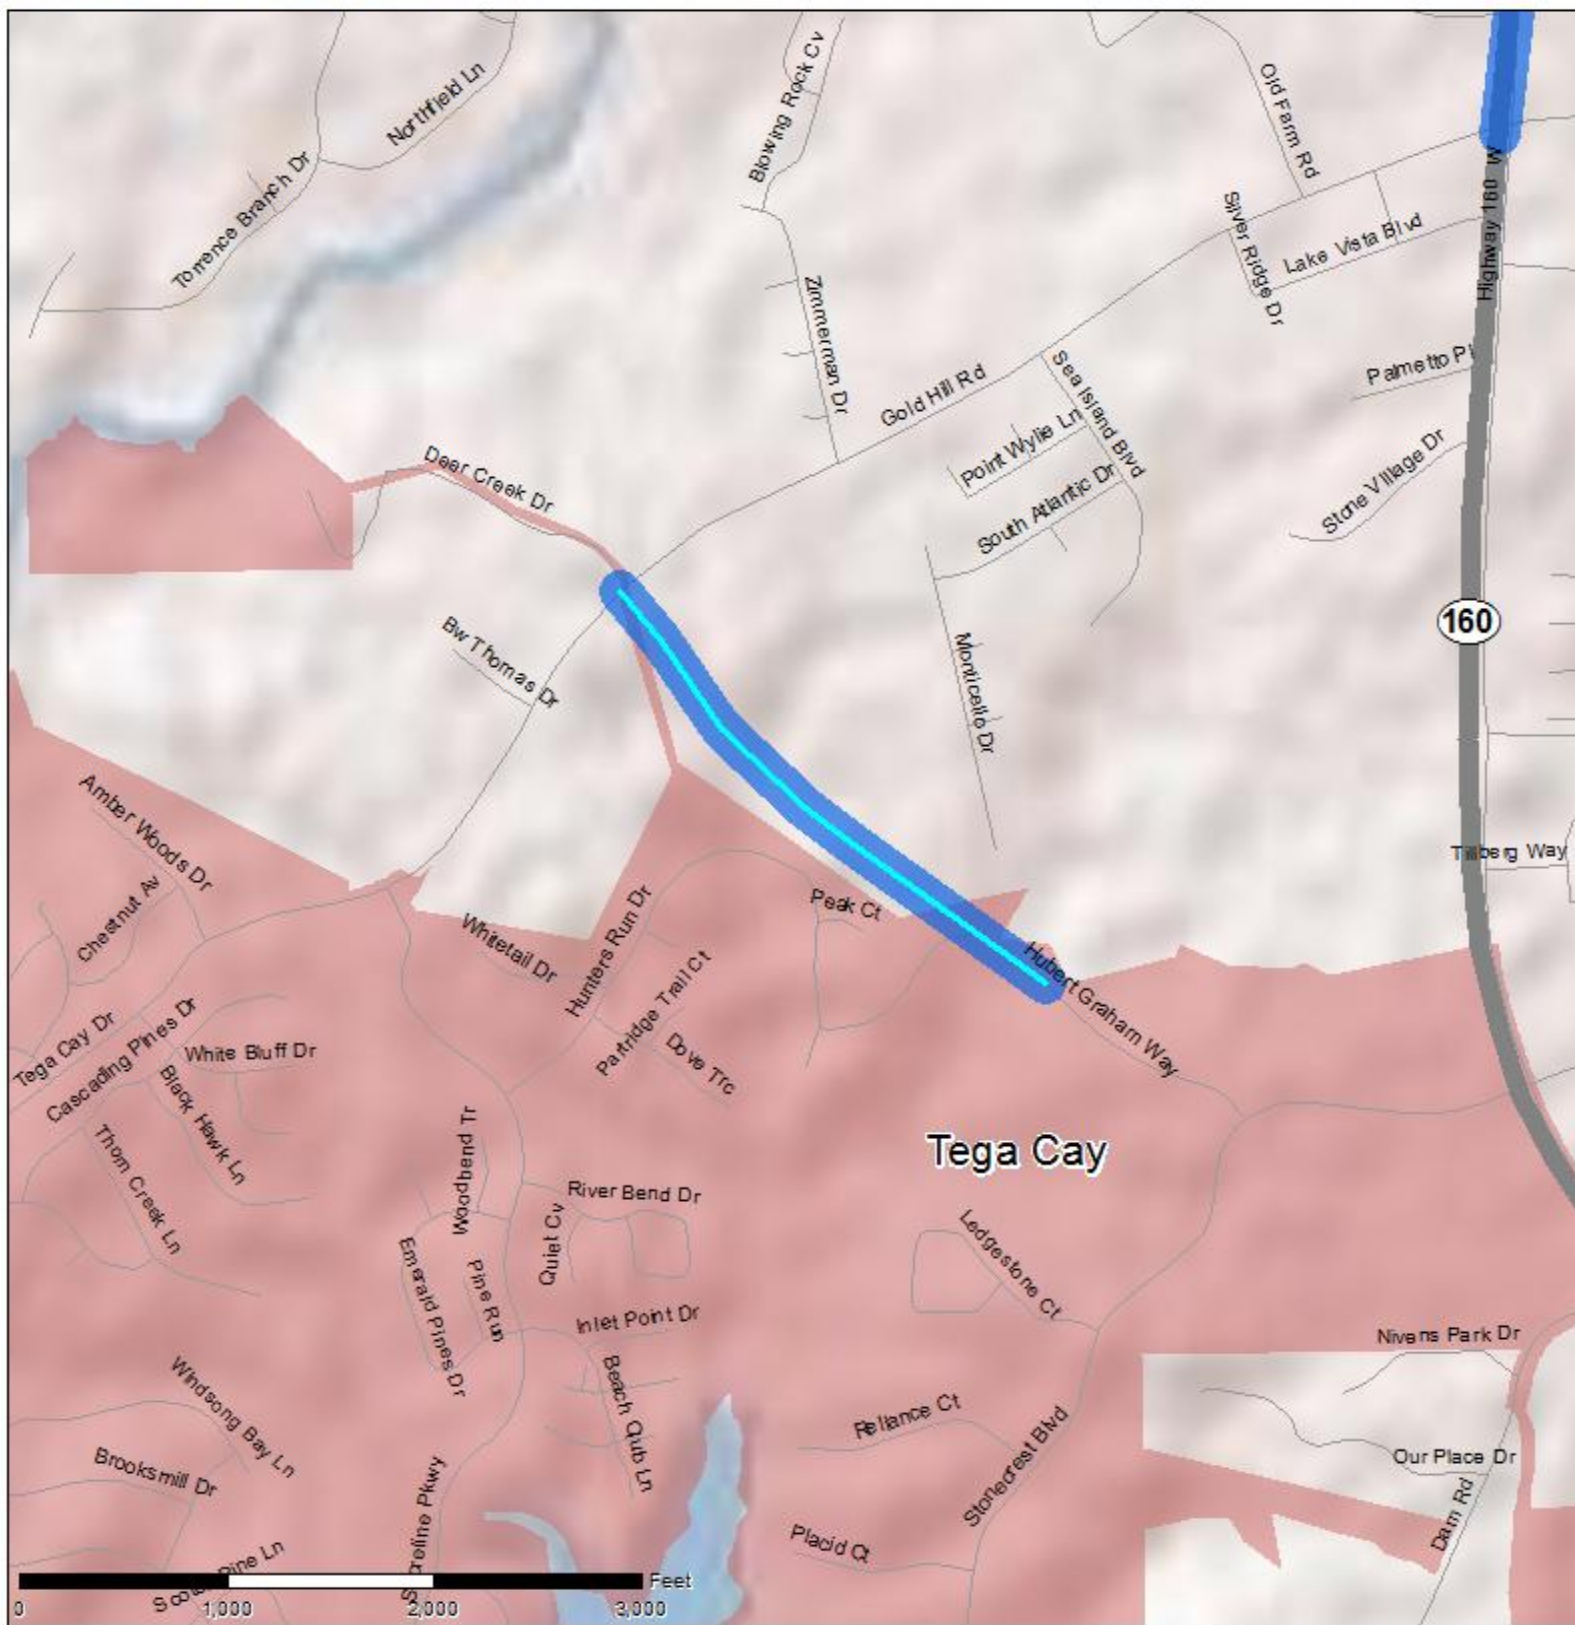 Northfield Ln
Torrence Branch Dr
Blowing Rock Cv
Zimmerman Dr
Old Farm Rd
Silver Ridge Dr
Lake Vista Blvd
Highway 160 W
Gold Hill Rd
Sea Island Blvd
Point Wylie Ln
South Atlantic Dr
Palmetto Pl
Stone Village Dr
Deer Creek Dr
Bw Thomas Dr
Monticello Dr
160
Amber Woods Dr
Chestnut Av
Whitetail Dr
Hunters Run Dr
Peak Ct
Partridge Trail Ct
Dove Trc
Hubert Graham Way
Tega Cay Dr
Cascading Pines Dr
White Bluff Dr
Black Hawk Ln
Thorn Creek Ln
Woodbend Tr
River Bend Dr
Quiet Cv
Tega Cay
Ledgestone Ct
Emerald Pines Dr
Pine Run
Inlet Point Dr
Beach Club Ln
Nivens Park Dr
Windsong Bay Ln
Brooksmill Dr
Reliance Ct
Stonecrest Blvd
Our Place Dr
Dam Rd
Placid Ct
Pine Ln
Pkwy
Feet
0 1,000 2,000 3,000